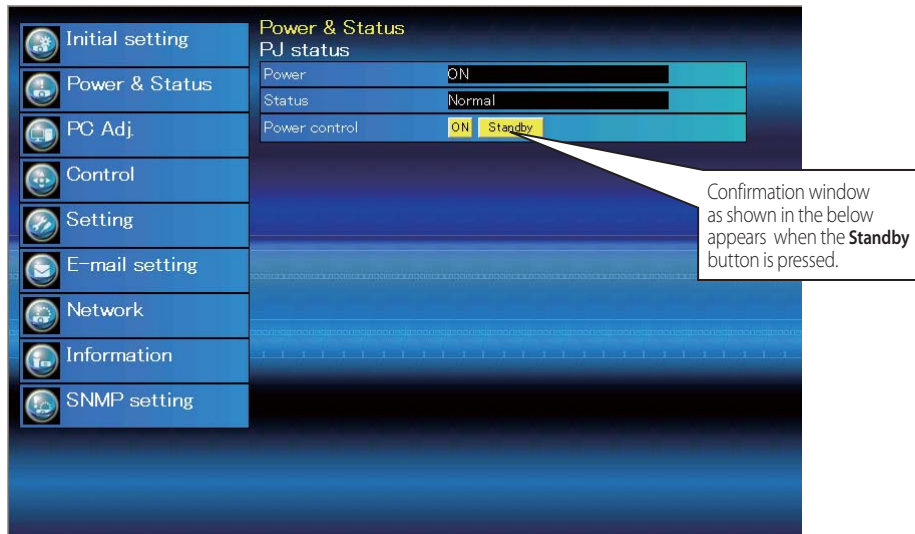 Initial setting
Power & Status
PC Adj.
Control
Setting
E-mail setting
Network
Information
SNMP setting
Power & Status
PJ status
Power ON
Status Normal
Power control ON Standby
Confirmation window
as shown in the below
appears when the Standby
button is pressed.